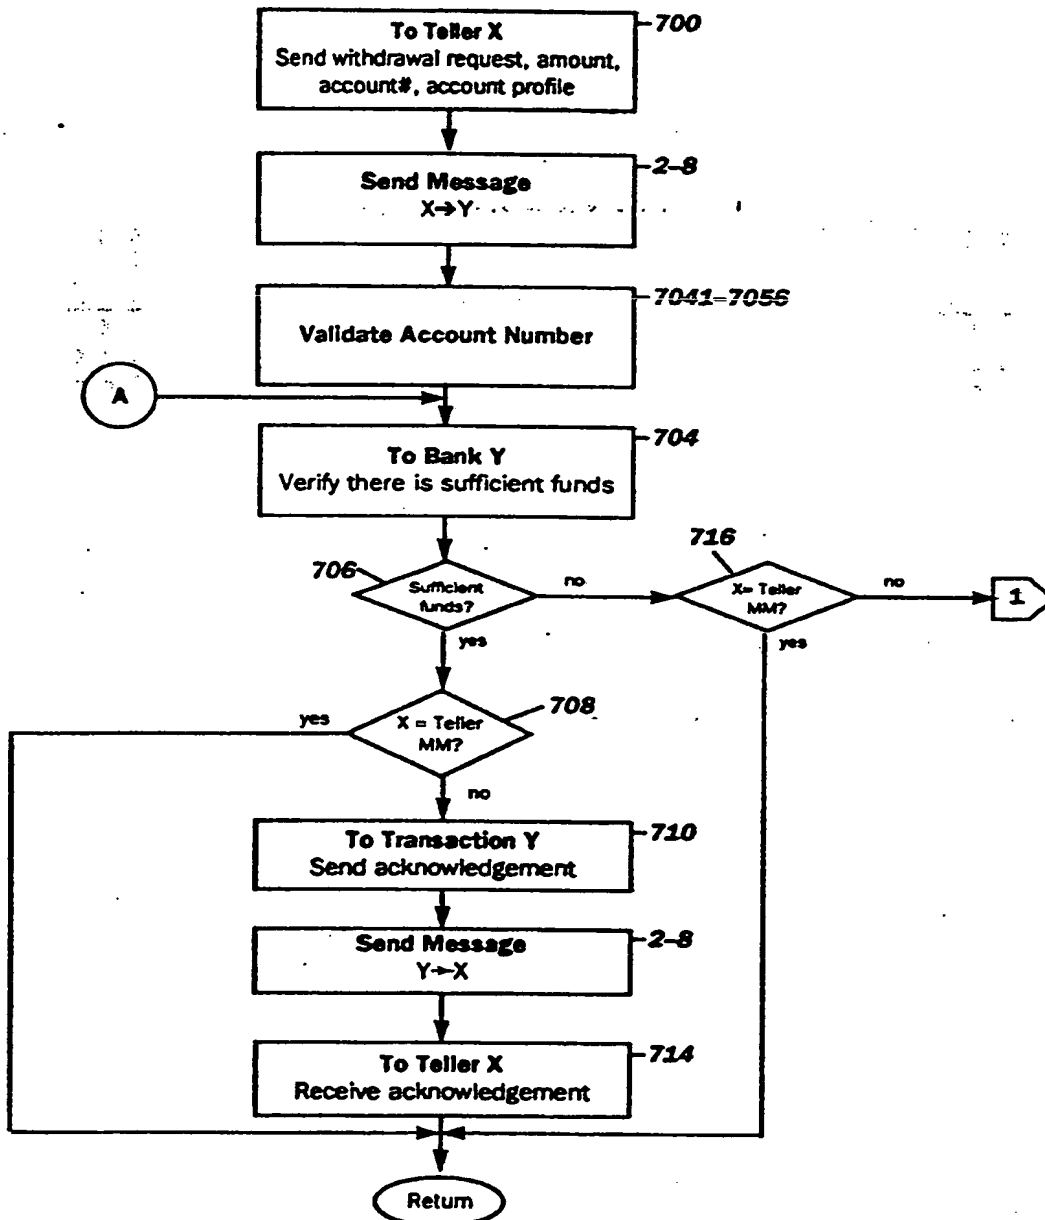 To Teller X
Send withdrawal request, amount,
account#, account profile
700
Send Message
X→Y
2-8
Validate Account Number
7041-7056
A
To Bank Y
Verify there is sufficient funds
704
706
Sufficient
funds?
no
716
X= Teller
MM?
no
1
yes
yes
yes
X = Teller
MM?
708
no
To Transaction Y
Send acknowledgement
710
Send Message
Y→X
2-8
To Teller X
Receive acknowledgement
714
Return